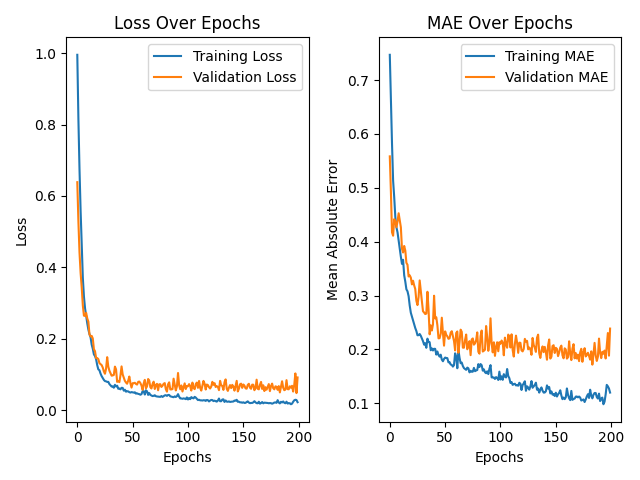 Loss Over Epochs
Training Loss
Validation Loss
1.0
0.8
0.6
0.4
0.2
0.0
Loss
0
50
100
150
200
Epochs
MAE Over Epochs
Training MAE
Validation MAE
0.7
0.6
0.5
0.4
0.3
0.2
0.1
Mean Absolute Error
0
50
100
150
200
Epochs